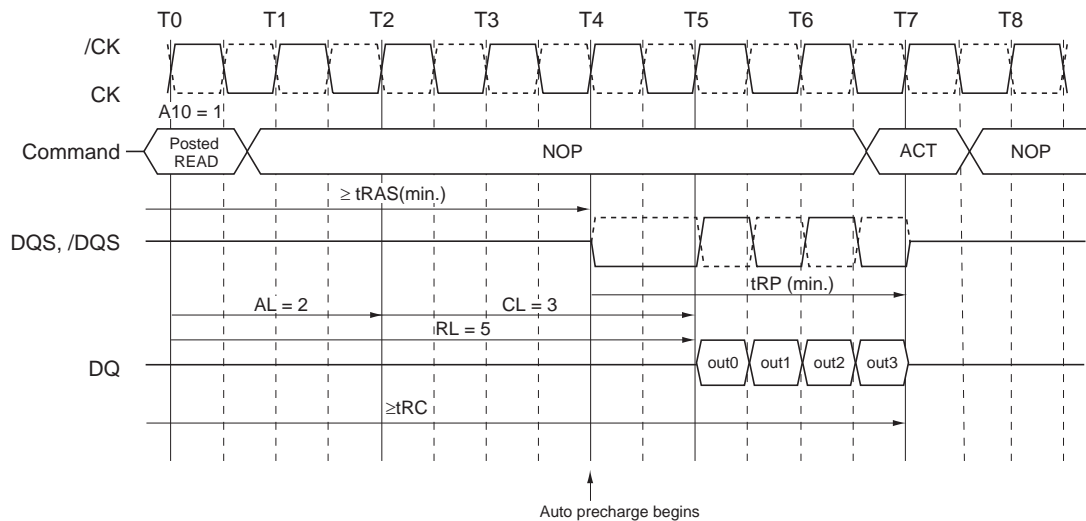 T0 T1 T2 T3 T4 T5 T6 T7 T8
/CK
CK
A10 = 1
Command
Posted
READ
NOP
ACT
NOP
≥ tRAS(min.)
DQS, /DQS
tRP (min.)
AL = 2
CL = 3
RL = 5
DQ
out0 out1 out2 out3
≥tRC
Auto precharge begins